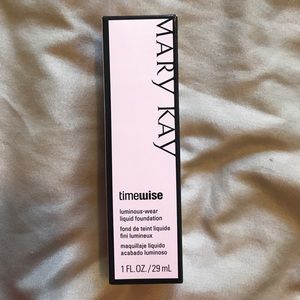 MARY KAY
timewise
luminous-wear
liquid foundation
fond de teint liquide
fini lumineux
maquillaje líquido
acabado luminoso
1 FL.OZ./29 mL